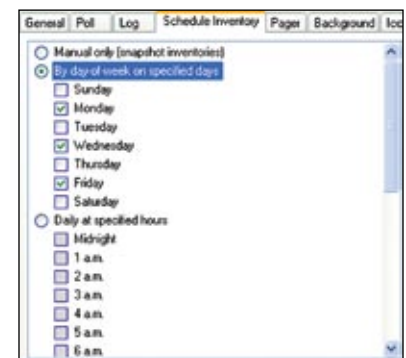 General Poll Log Schedule Inventory Pager Background
Manual only (snapshot inventories)
By day of week on specified days
Sunday
Monday
Tuesday
Wednesday
Thursday
Friday
Saturday
Daily at specified hours
Midnight
1 a.m.
2 a.m.
3 a.m.
4 a.m.
5 a.m.
6 a.m.